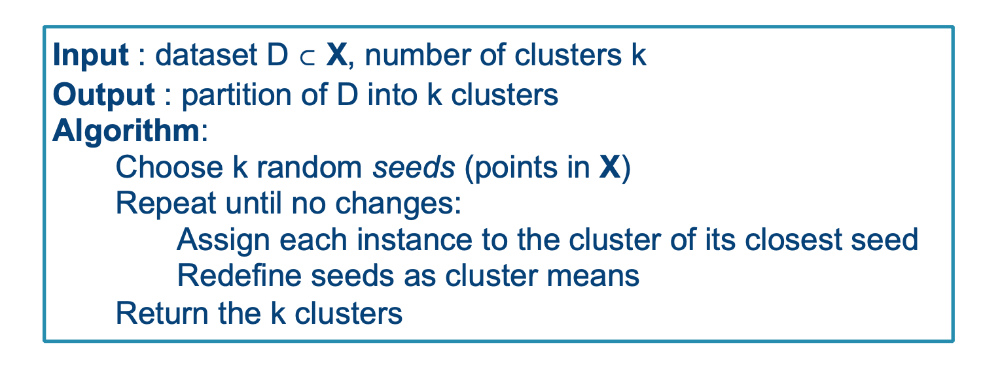 Input : dataset D ⊂ X, number of clusters k
Output : partition of D into k clusters
Algorithm:
Choose k random seeds (points in X)
Repeat until no changes:
Assign each instance to the cluster of its closest seed
Redefine seeds as cluster means
Return the k clusters